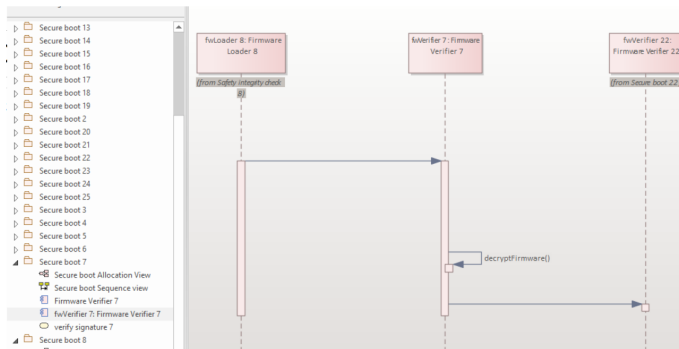 Secure boot 13
Secure boot 14
Secure boot 15
Secure boot 16
Secure boot 17
Secure boot 18
Secure boot 19
Secure boot 2
Secure boot 20
Secure boot 21
Secure boot 22
Secure boot 23
Secure boot 24
Secure boot 25
Secure boot 3
Secure boot 4
Secure boot 5
Secure boot 6
Secure boot 7
Secure boot Allocation View
Secure boot Sequence view
Firmware Verifier 7
fwVerifier 7: Firmware Verifier 7
verify signature 7
Secure boot 8
fwLoader 8: Firmware
Loader 8
(from Safety integity check
8)
fwVerifier 7: Firmware
Verifier 7
decryptFirmware()
fwVerifier 22:
Firmware Verifier 22
(from Secure boot 22)